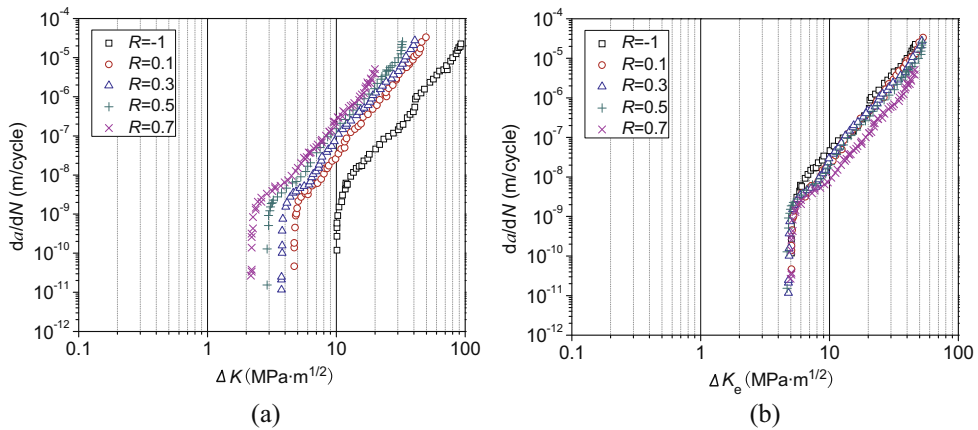 10⁻⁴
10⁻⁵
10⁻⁶
10⁻⁷
10⁻⁸
10⁻⁹
10⁻¹⁰
10⁻¹¹
10⁻¹²
da/dN (m/cycle)
R=-1
R=0.1
R=0.3
R=0.5
R=0.7
0.1 1 10 100
ΔK (MPa·m^1/2)
(a)
10⁻⁴
10⁻⁵
10⁻⁶
10⁻⁷
10⁻⁸
10⁻⁹
10⁻¹⁰
10⁻¹¹
10⁻¹²
da/dN (m/cycle)
R=-1
R=0.1
R=0.3
R=0.5
R=0.7
0.1 1 10 100
ΔKₑ (MPa·m^1/2)
(b)